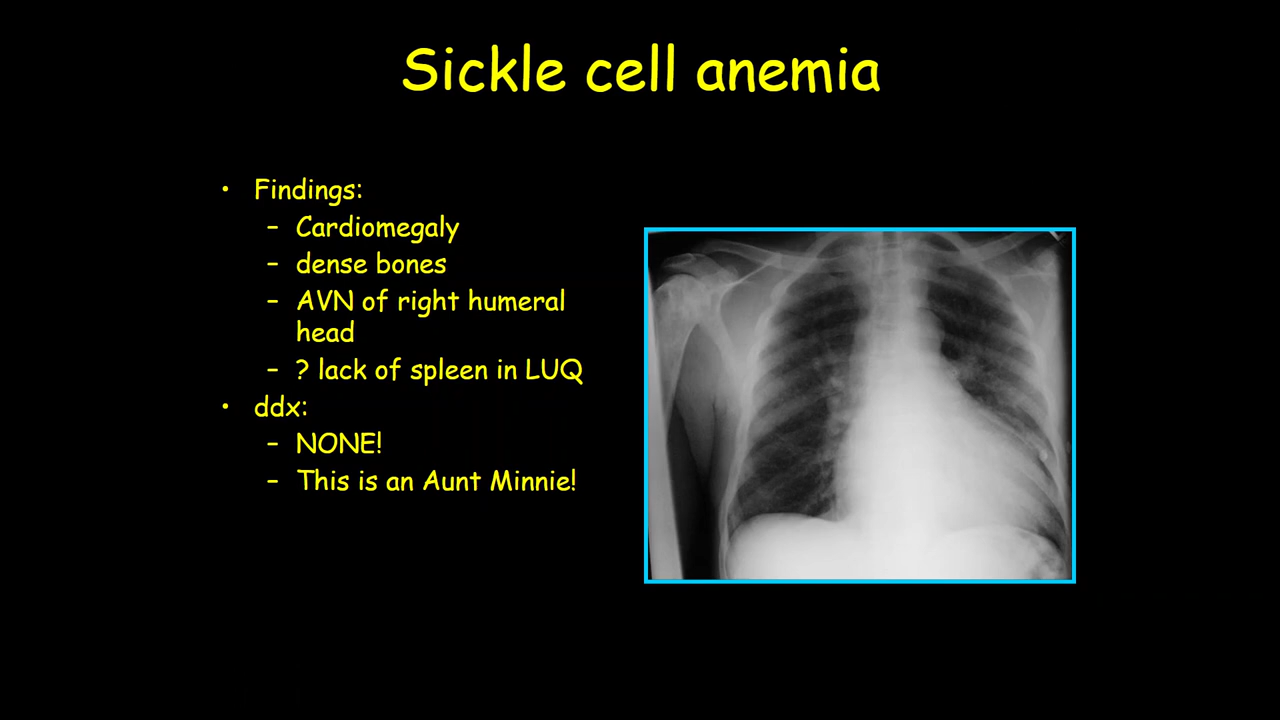 Sickle cell anemia
• Findings:
– Cardiomegaly
– dense bones
– AVN of right humeral
head
– ? lack of spleen in LUQ
• ddx:
– NONE!
– This is an Aunt Minnie!